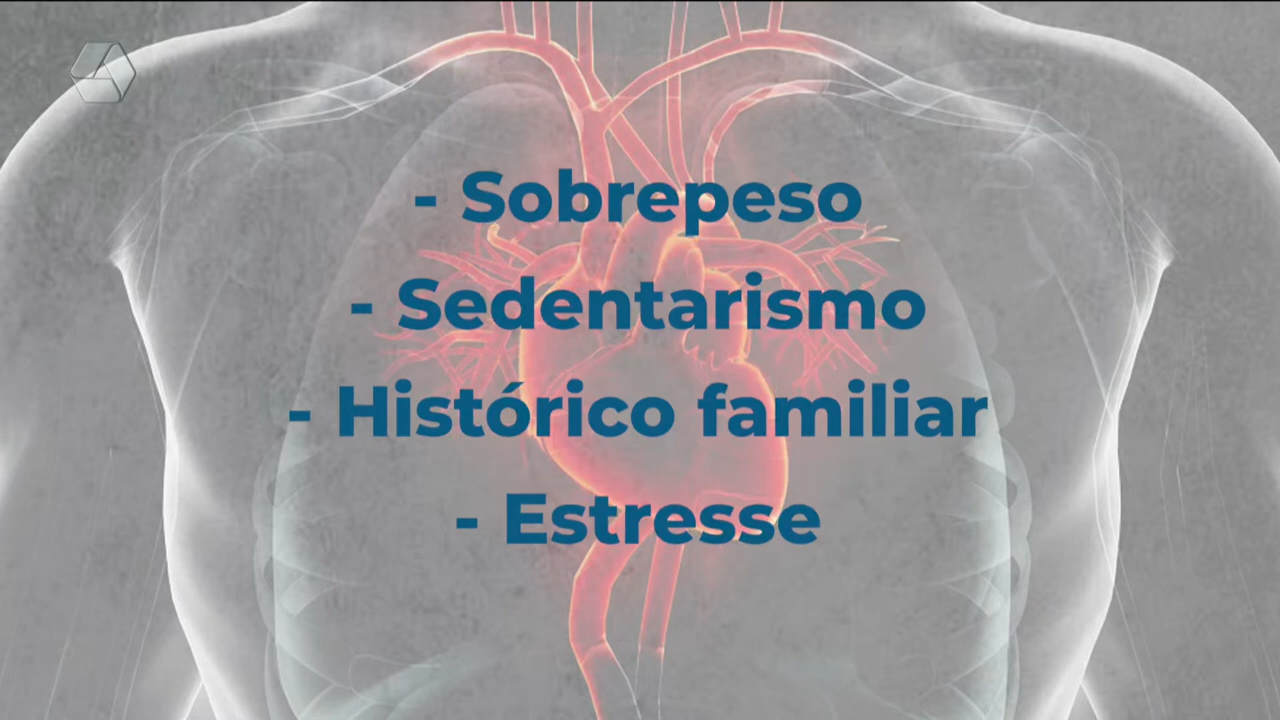 - Sobrepeso
- Sedentarismo
- Histórico familiar
- Estresse